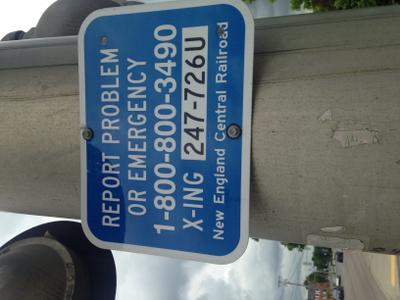 REPORT PROBLEM
OR EMERGENCY
1-800-800-3490
X-ING 247-726U
New England Central Railroad